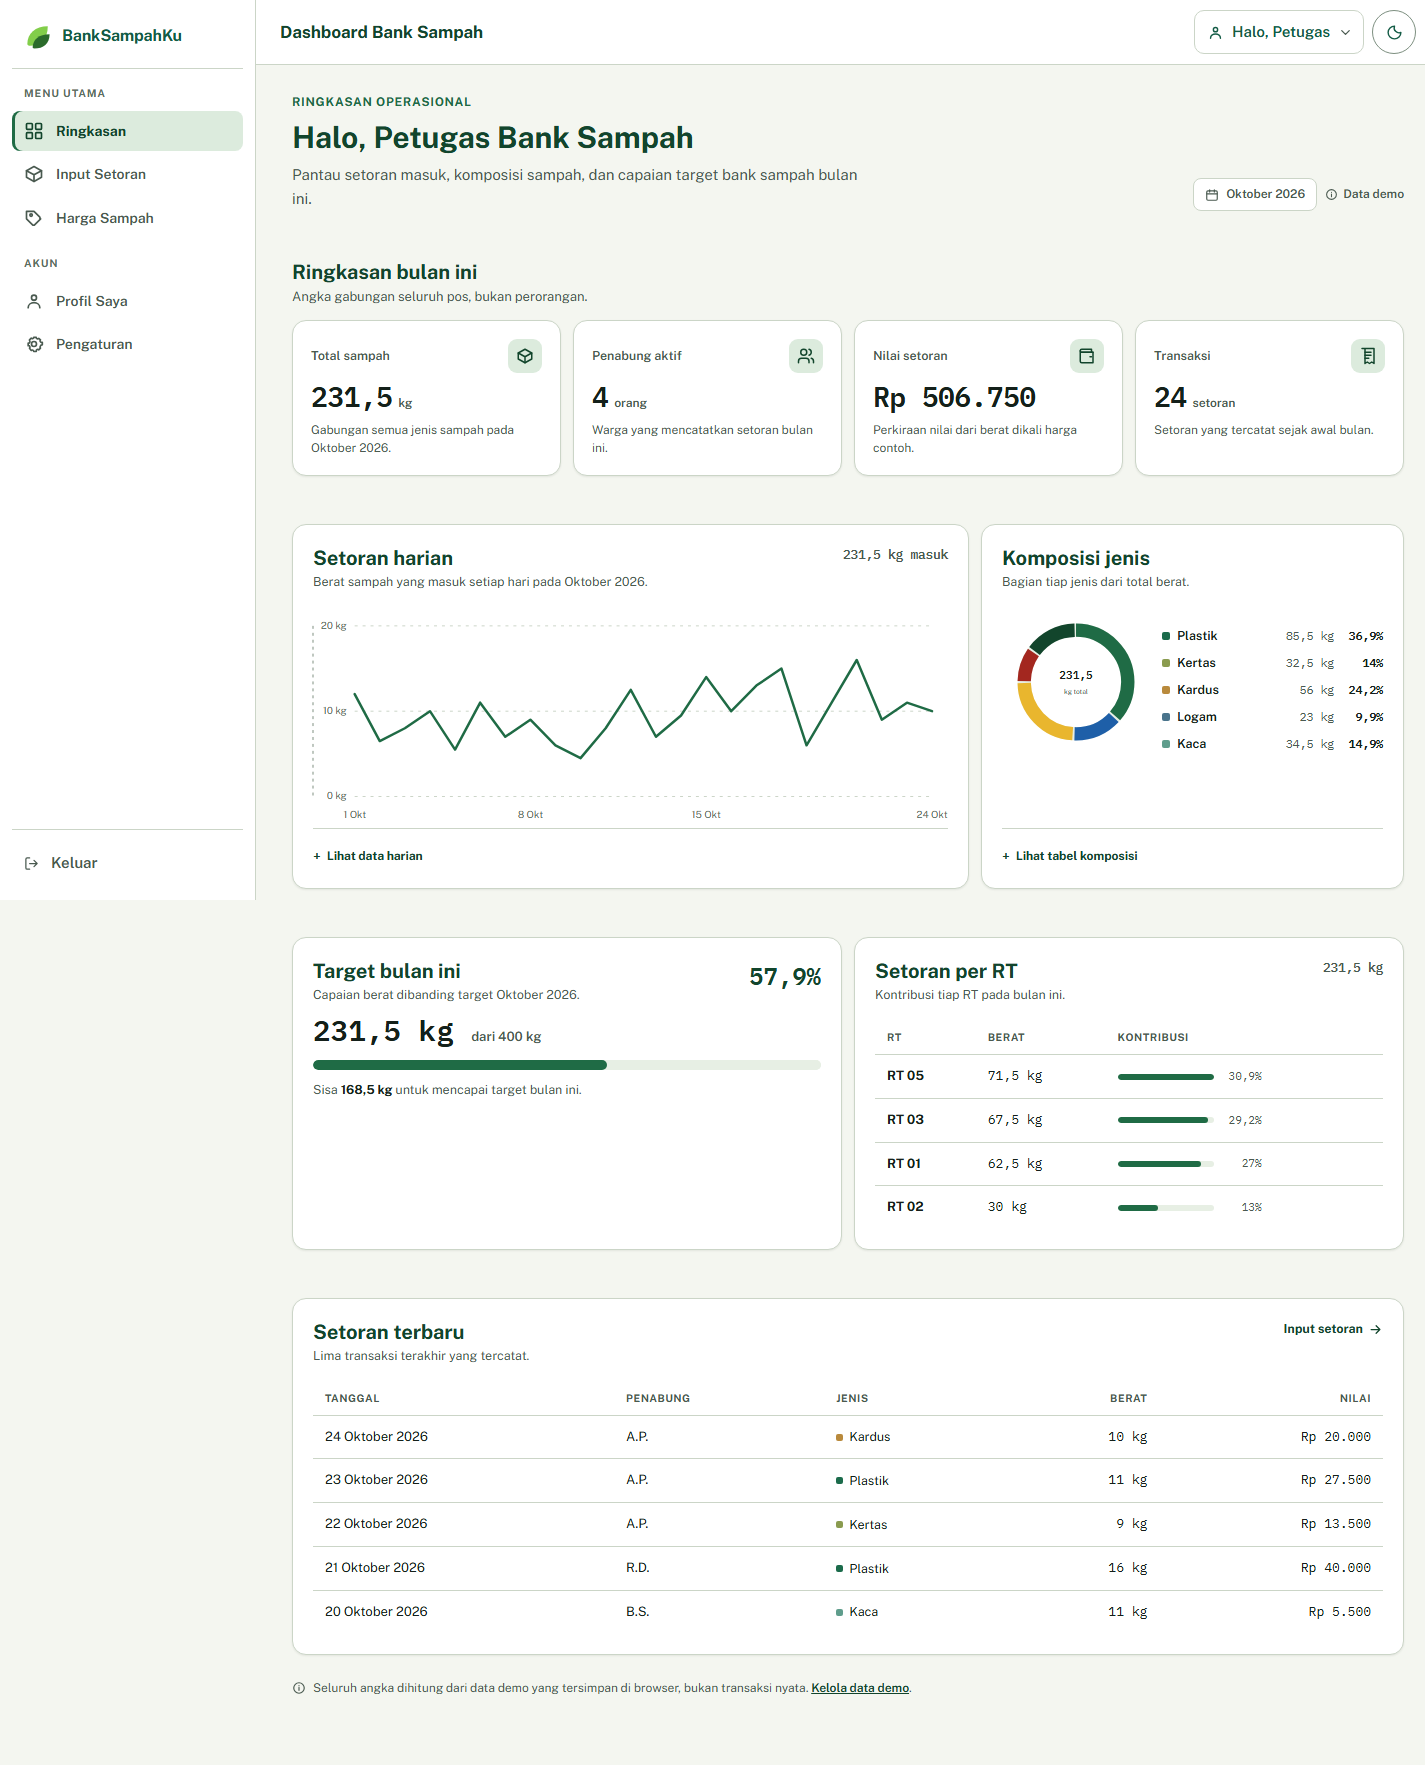 BankSampahKu
MENU UTAMA
Ringkasan
Input Setoran
Harga Sampah
AKUN
Profil Saya
Pengaturan
Keluar
Dashboard Bank Sampah
Halo, Petugas
RINGKASAN OPERASIONAL
Halo, Petugas Bank Sampah
Pantau setoran masuk, komposisi sampah, dan capaian target bank sampah bulan
ini.
Oktober 2026
Data demo
Ringkasan bulan ini
Angka gabungan seluruh pos, bukan perorangan.
Total sampah
231,5 kg
Gabungan semua jenis sampah pada
Oktober 2026.
Penabung aktif
4 orang
Warga yang mencatatkan setoran bulan
ini.
Nilai setoran
Rp 506.750
Perkiraan nilai dari berat dikali harga
contoh.
Transaksi
24 setoran
Setoran yang tercatat sejak awal bulan.
Setoran harian
231,5 kg masuk
Berat sampah yang masuk setiap hari pada Oktober 2026.
20 kg
10 kg
0 kg
1 Okt 8 Okt 15 Okt 24 Okt
+ Lihat data harian
Komposisi jenis
Bagian tiap jenis dari total berat.
231,5
kg total
Plastik 85,5 kg 36,9%
Kertas 32,5 kg 14%
Kardus 56 kg 24,2%
Logam 23 kg 9,9%
Kaca 34,5 kg 14,9%
+ Lihat tabel komposisi
Target bulan ini
57,9%
Capaian berat dibanding target Oktober 2026.
231,5 kg dari 400 kg
Sisa 168,5 kg untuk mencapai target bulan ini.
Setoran per RT
231,5 kg
Kontribusi tiap RT pada bulan ini.
RT BERAT KONTRIBUSI
RT 05 71,5 kg 30,9%
RT 03 67,5 kg 29,2%
RT 01 62,5 kg 27%
RT 02 30 kg 13%
Setoran terbaru
Input setoran →
Lima transaksi terakhir yang tercatat.
TANGGAL PENABUNG JENIS BERAT NILAI
24 Oktober 2026 A.P. Kardus 10 kg Rp 20.000
23 Oktober 2026 A.P. Plastik 11 kg Rp 27.500
22 Oktober 2026 A.P. Kertas 9 kg Rp 13.500
21 Oktober 2026 R.D. Plastik 16 kg Rp 40.000
20 Oktober 2026 B.S. Kaca 11 kg Rp 5.500
Seluruh angka dihitung dari data demo yang tersimpan di browser, bukan transaksi nyata. Kelola data demo.